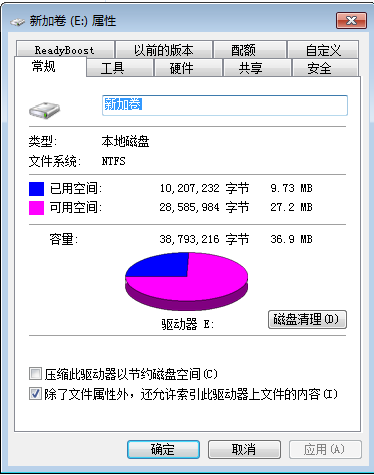 新加卷 (E:) 属性
ReadyBoost 以前的版本 配额 自定义
常规 工具 硬件 共享 安全
新加卷
类型: 本地磁盘
文件系统: NTFS
已用空间: 10,207,232 字节 9.73 MB
可用空间: 28,585,984 字节 27.2 MB
容量: 38,793,216 字节 36.9 MB
驱动器 E: 磁盘清理(D)
压缩此驱动器以节约磁盘空间(C)
除了文件属性外，还允许索引此驱动器上文件的内容(I)
确定 取消 应用(A)